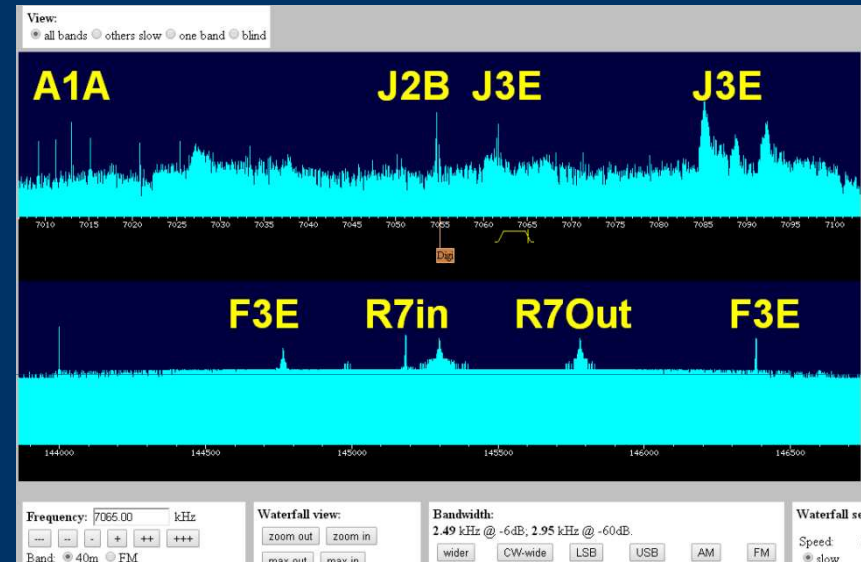 View:
all bands others slow one band blind
A1A J2B J3E J3E
7010 7015 7020 7025 7030 7035 7040 7045 7050 7055 7060 7065 7070 7075 7080 7085 7090 7095 7100
Digi
F3E R7in R7Out F3E
144000 144500 145000 145500 146000 146500
Frequency: 7065.00 kHz
--- -- - + ++ +++
Band: 40m FM
Waterfall view:
zoom out zoom in
max out max in
Bandwidth:
2.49 kHz @ -6dB; 2.95 kHz @ -60dB.
wider CW-wide LSB USB AM FM
Waterfall se
Speed:
slow